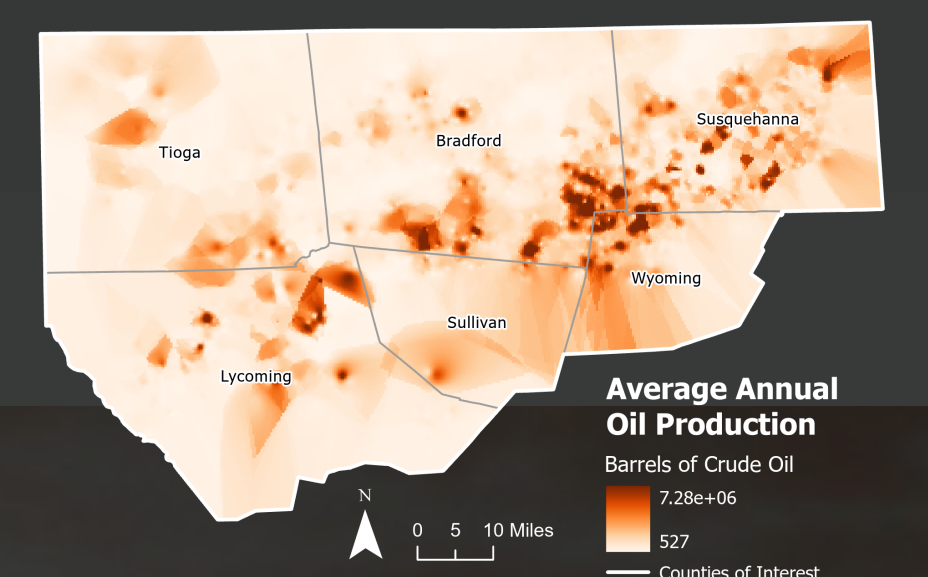 Susquehanna
Bradford
Tioga
Wyoming
Sullivan
Lycoming
Average Annual
Oil Production
Barrels of Crude Oil
7.28e+06
527
N
0 5 10 Miles
Counties of Interest